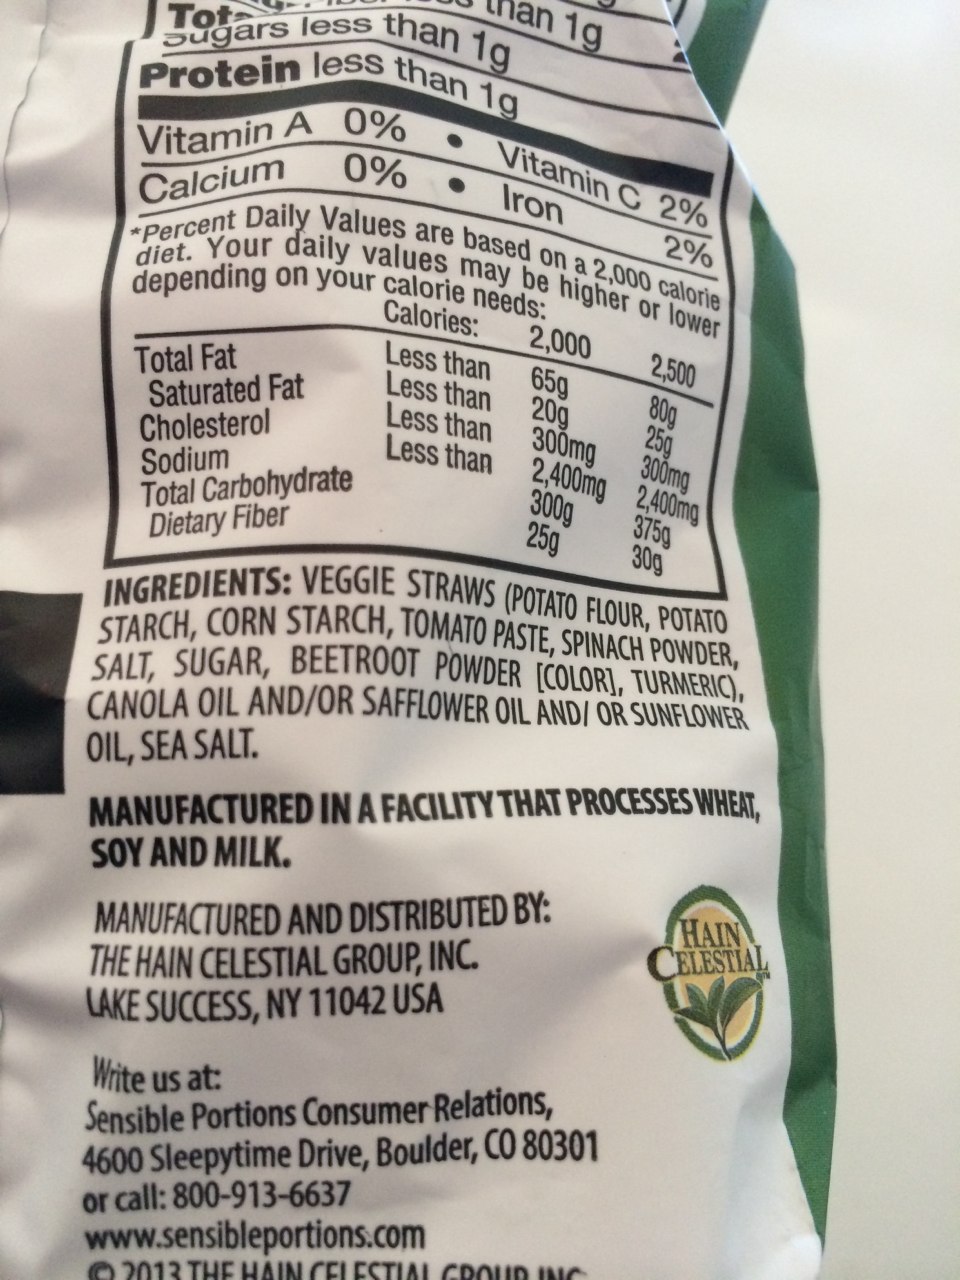 than 1g
Sugars less than 1g
Protein less than 1g
Vitamin A 0% • Vitamin C 2%
Calcium 0% • Iron 2%
*Percent Daily Values are based on a 2,000 calorie
diet. Your daily values may be higher or lower
depending on your calorie needs:
Calories: 2,000 2,500
Total Fat Less than 65g 80g
Saturated Fat Less than 20g 25g
Cholesterol Less than 300mg 300mg
Sodium Less than 2,400mg 2,400mg
Total Carbohydrate 300g 375g
Dietary Fiber 25g 30g
INGREDIENTS: VEGGIE STRAWS (POTATO FLOUR, POTATO
STARCH, CORN STARCH, TOMATO PASTE, SPINACH POWDER,
SALT, SUGAR, BEETROOT POWDER [COLOR], TURMERIC),
CANOLA OIL AND/OR SAFFLOWER OIL AND/ OR SUNFLOWER
OIL, SEA SALT.
MANUFACTURED IN A FACILITY THAT PROCESSES WHEAT,
SOY AND MILK.
MANUFACTURED AND DISTRIBUTED BY:
THE HAIN CELESTIAL GROUP, INC.
LAKE SUCCESS, NY 11042 USA
HAIN
CELESTIAL
Write us at:
Sensible Portions Consumer Relations,
4600 Sleepytime Drive, Boulder, CO 80301
or call: 800-913-6637
www.sensibleportions.com
© 2013 THE HAIN CELESTIAL GROUP, INC